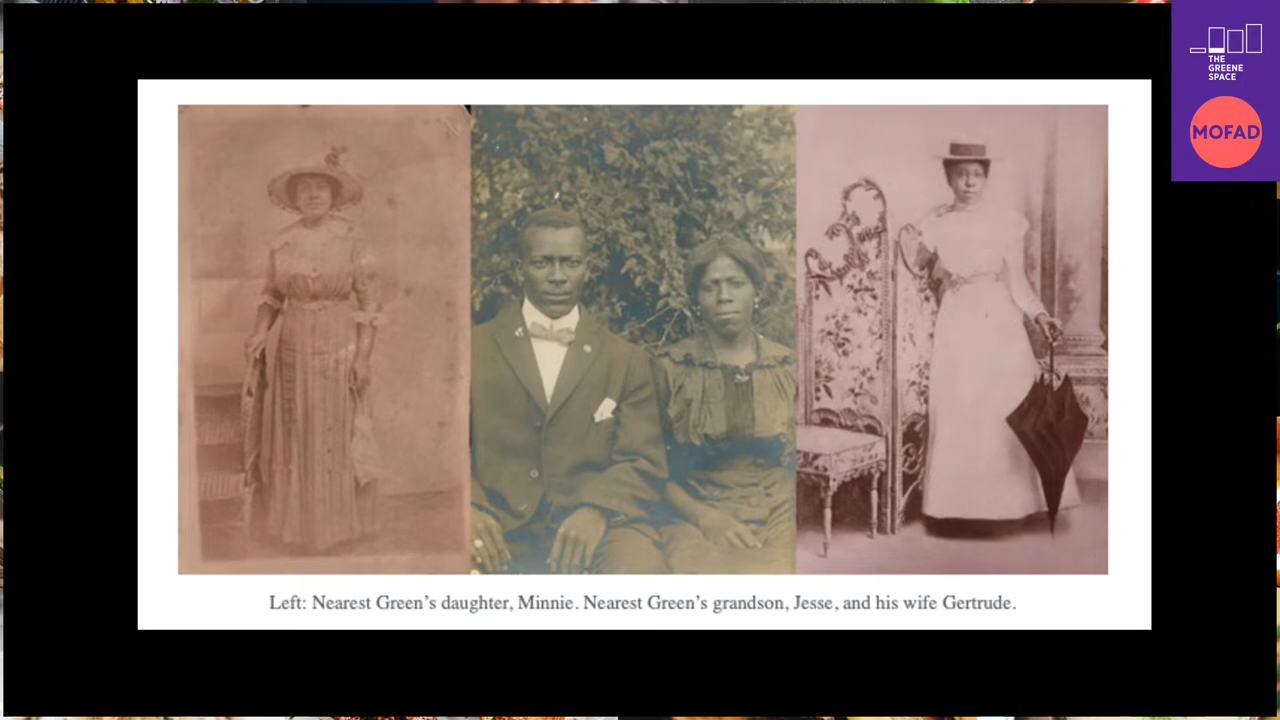 THE
GREENE
SPACE
MOFAD
Left: Nearest Green’s daughter, Minnie. Nearest Green’s grandson, Jesse, and his wife Gertrude.